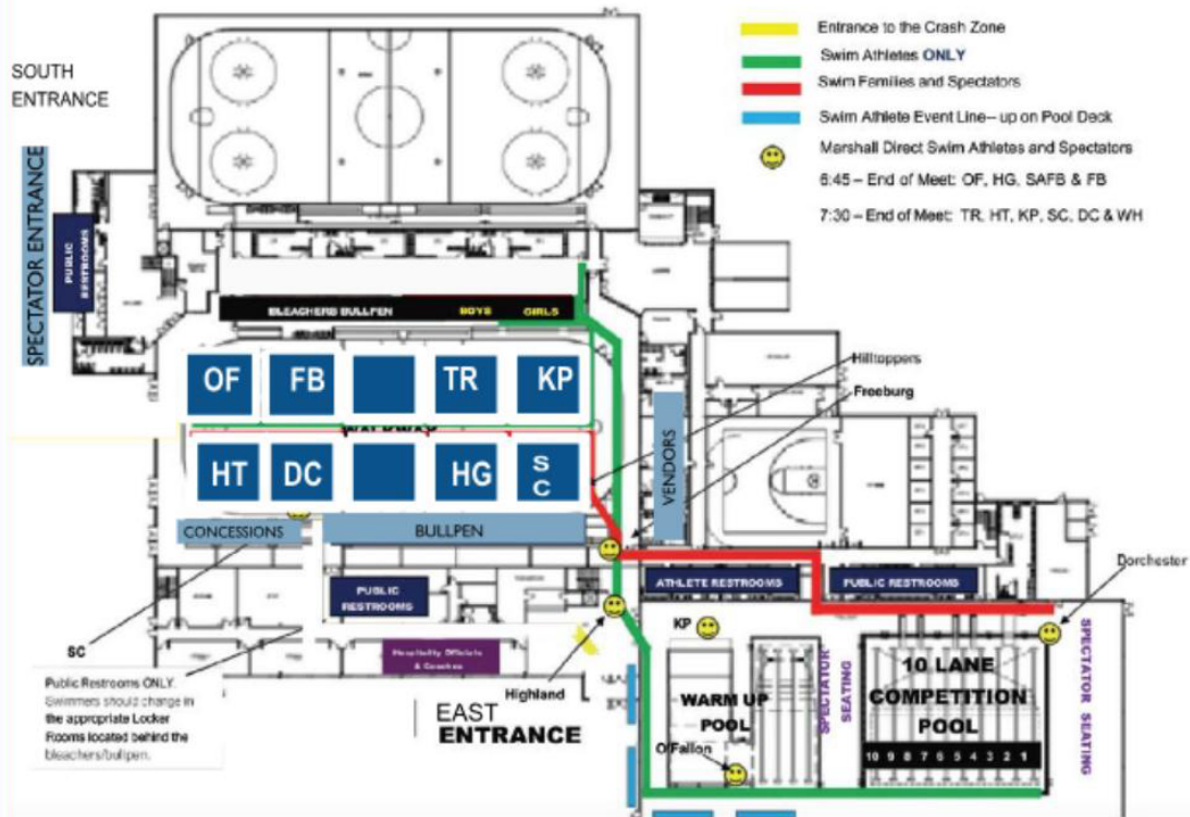 SOUTH
ENTRANCE
SPECTATOR ENTRANCE
PUBLIC
RESTROOMS
Entrance to the Crash Zone
Swim Athletes ONLY
Swim Families and Spectators
Swim Athlete Event Line-- up on Pool Deck
Marshall Direct Swim Athletes and Spectators
6:45 – End of Meet: OF, HG, SAFB & FB
7:30 – End of Meet: TR, HT, KP, SC, DC & WH
BLEACHERS BULLPEN BOYS GIRLS
OF FB TR KP
WALKWAY
HT DC HG S
C
CONCESSIONS
BULLPEN
VENDORS
Hilltoppers
Freeburg
Dorchester
ATHLETE RESTROOMS
PUBLIC RESTROOMS
PUBLIC
RESTROOMS
Hospitality Officials
& Coaches
SC
Public Restrooms ONLY.
Swimmers should change in
the appropriate Locker
Rooms located behind the
bleachers/bullpen.
Highland
EAST
ENTRANCE
KP
WARM UP
POOL
O'Fallon
SPECTATOR
SEATING
10 LANE
COMPETITION
POOL
10 9 8 7 6 5 4 3 2 1
SPECTATOR SEATING